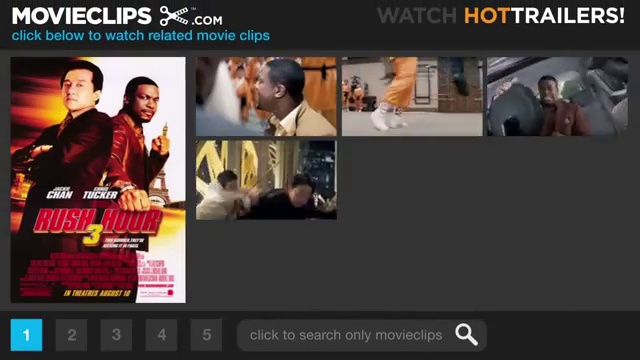 MOVIECLIPS .COM
WATCH HOTTRAILERS!
click below to watch related movie clips
JACKIE CHAN
CHRIS TUCKER
RUSH HOUR
3
IN THEATRES AUGUST 10
1 2 3 4 5
click to search only movieclips